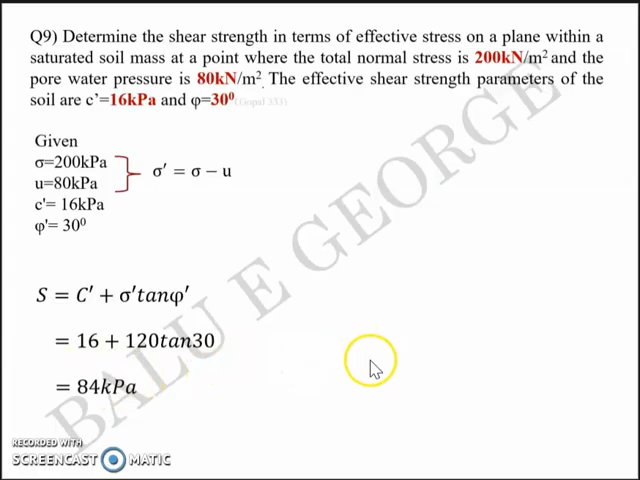 Q9) Determine the shear strength in terms of effective stress on a plane within a
saturated soil mass at a point where the total normal stress is 200kN/m² and the
pore water pressure is 80kN/m². The effective shear strength parameters of the
soil are c’=16kPa and φ=30⁰ (Gopal 333)
Given
σ=200kPa
u=80kPa
σ′ = σ − u
c'= 16kPa
φ'= 30⁰
S = C′ + σ′tanφ′
= 16 + 120tan30
= 84kPa
BALU E GEORGE
RECORDED WITH
SCREENCAST MATIC